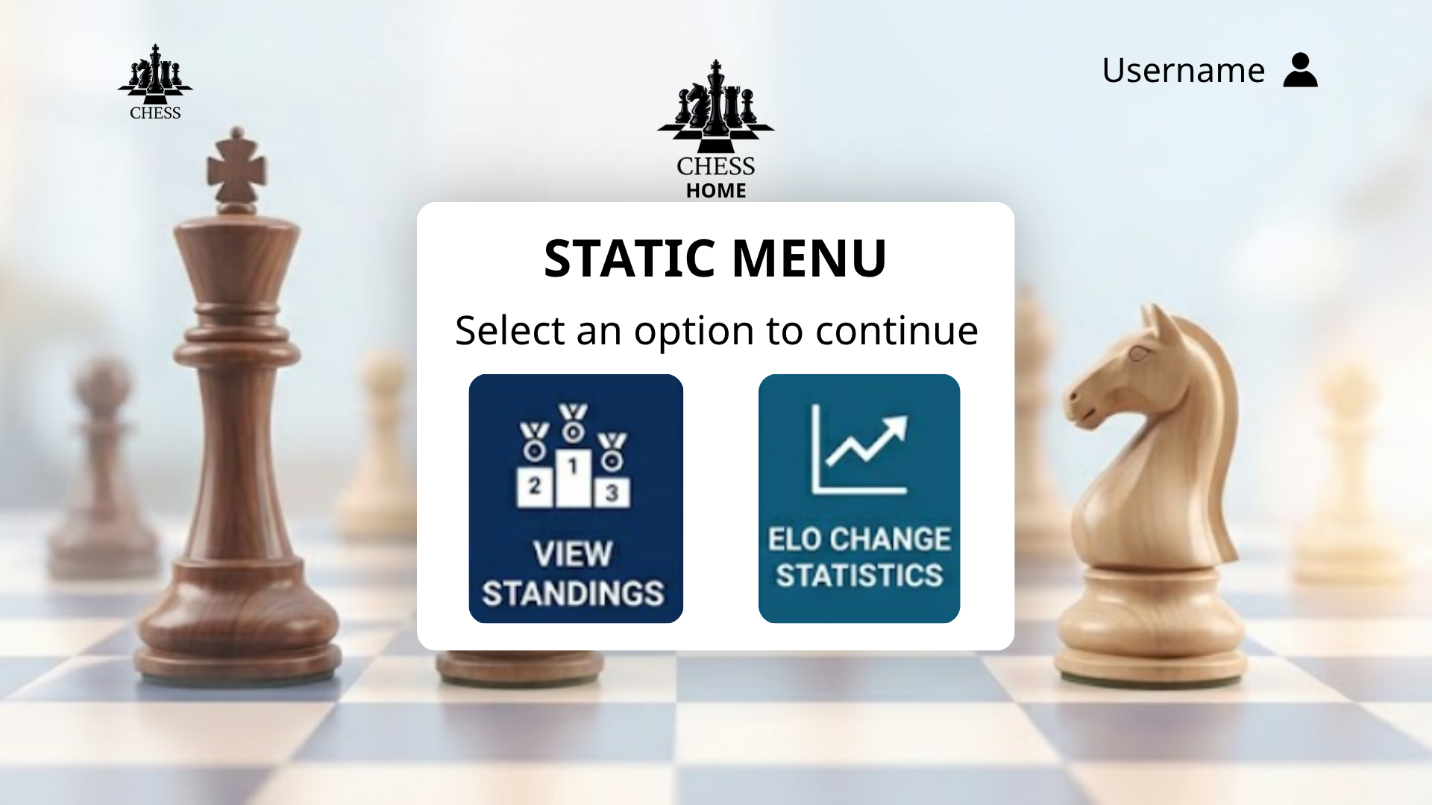 CHESS
Username
CHESS
HOME
STATIC MENU
Select an option to continue
2
1
3
VIEW
STANDINGS
ELO CHANGE
STATISTICS